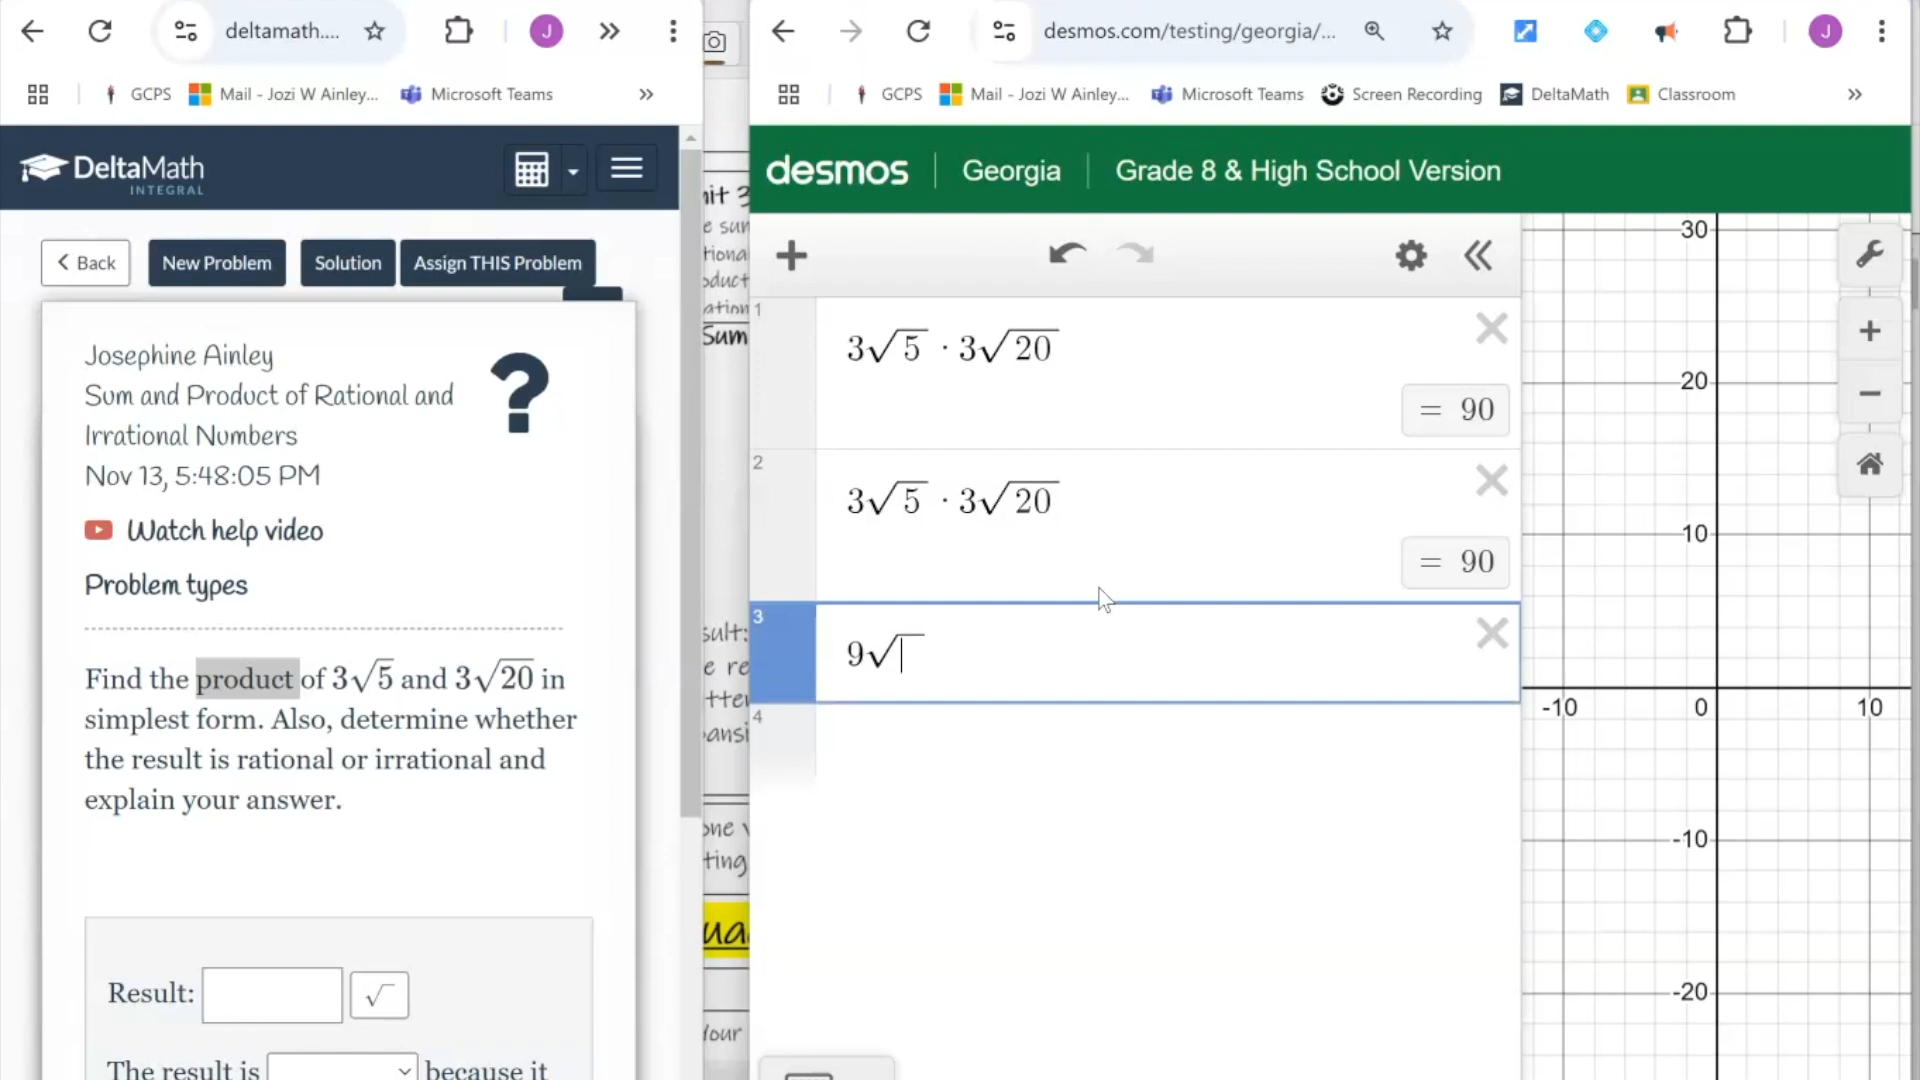 deltamath....
J
GCPS
Mail - Jozi W Ainley...
Microsoft Teams
»
DeltaMath
INTEGRAL
Back
New Problem
Solution
Assign THIS Problem
Josephine Ainley
Sum and Product of Rational and
Irrational Numbers
Nov 13, 5:48:05 PM
?
Watch help video
Problem types
Find the product of 3√5 and 3√20 in
simplest form. Also, determine whether
the result is rational or irrational and
explain your answer.
Result:
√
The result is
because it
Sum
desmos.com/testing/georgia/...
J
GCPS
Mail - Jozi W Ainley...
Microsoft Teams
Screen Recording
DeltaMath
Classroom
»
desmos
Georgia
Grade 8 & High School Version
1
3√5 · 3√20
= 90
2
3√5 · 3√20
= 90
3
9√
4
30
20
10
-10
0
10
-10
-20